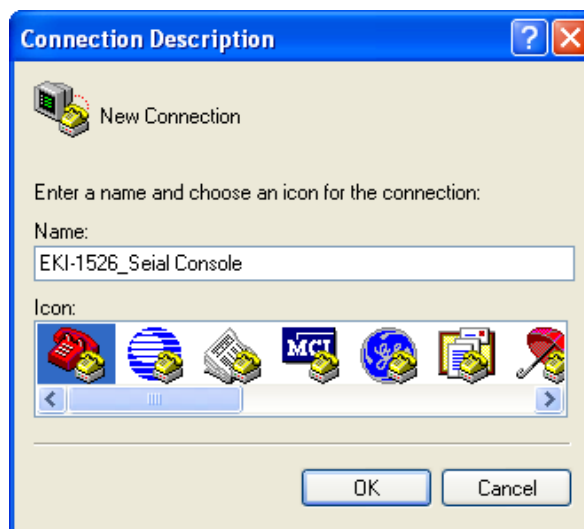 Connection Description
New Connection
Enter a name and choose an icon for the connection:
Name:
EKI-1526_Seial Console
Icon:
MCI
OK
Cancel